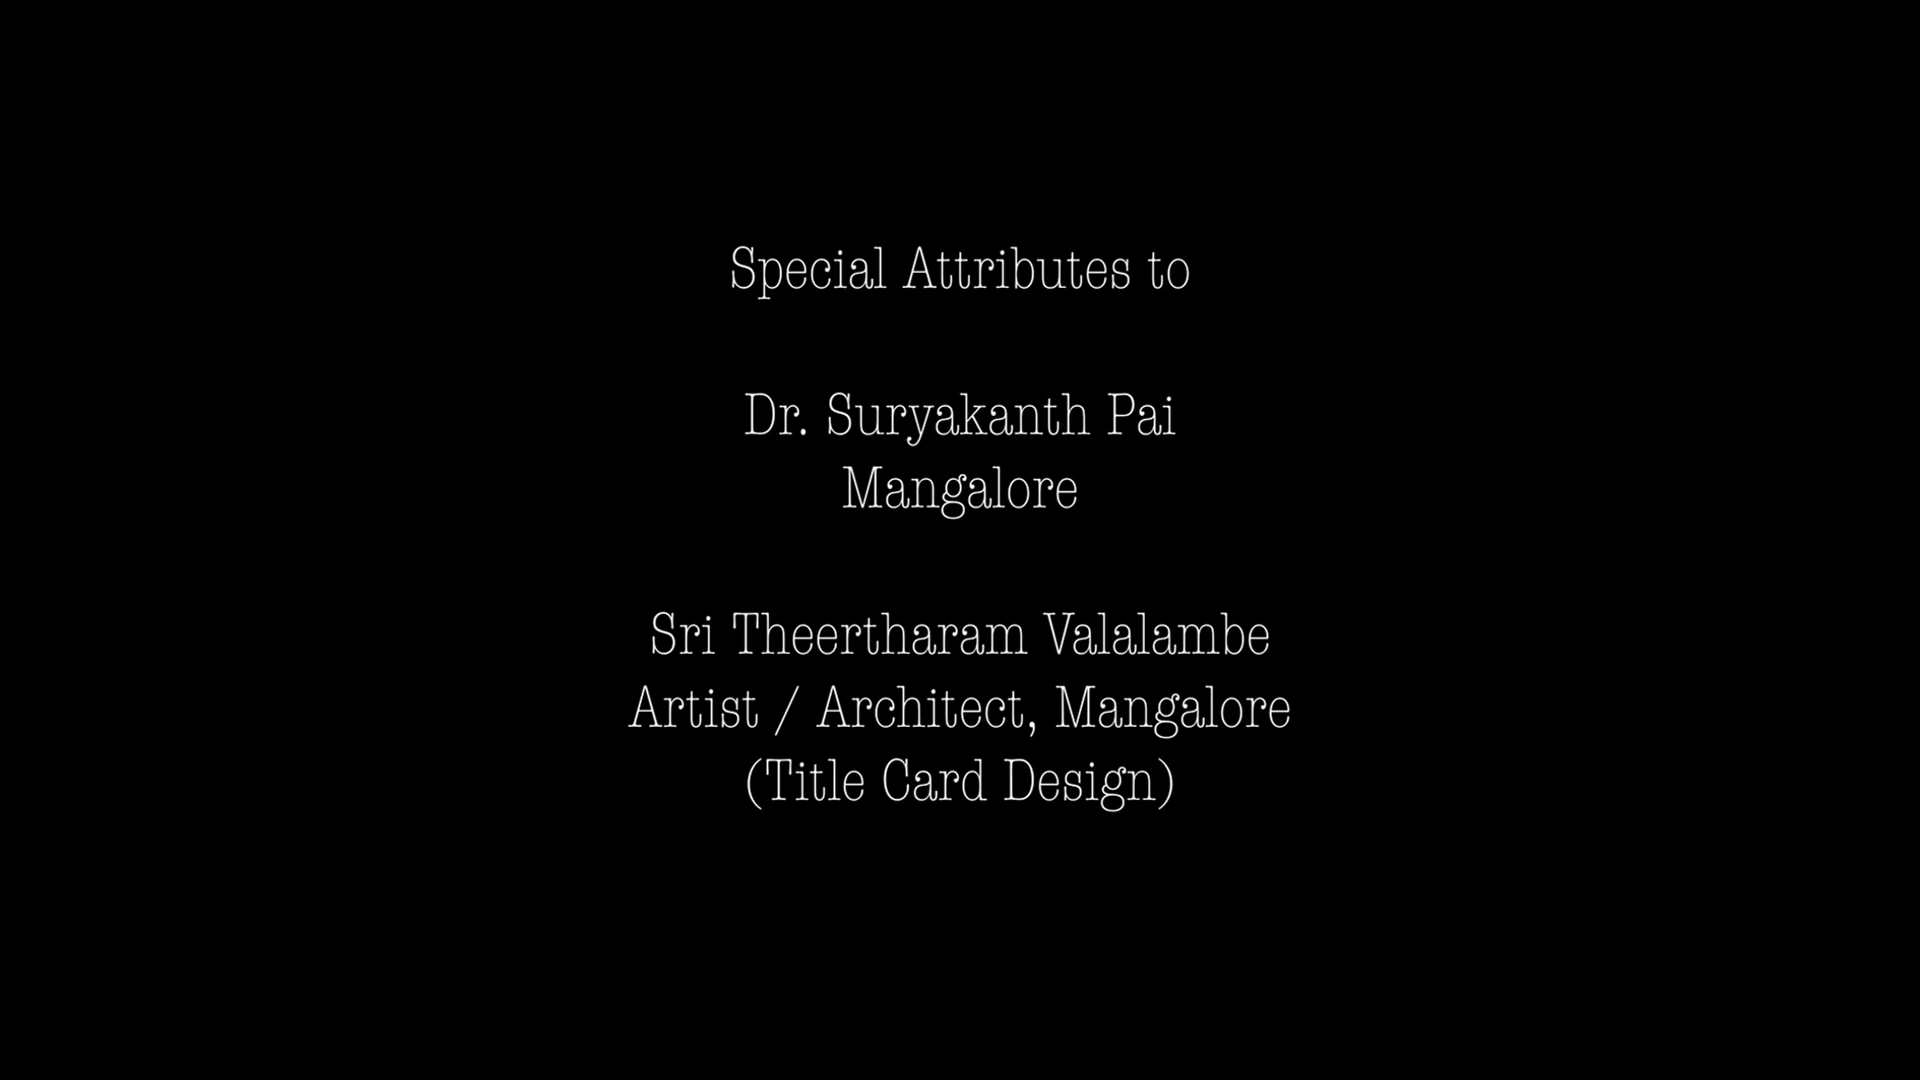 Special Attributes to
Dr. Suryakanth Pai
Mangalore
Sri Theertharam Valalambe
Artist / Architect, Mangalore
(Title Card Design)